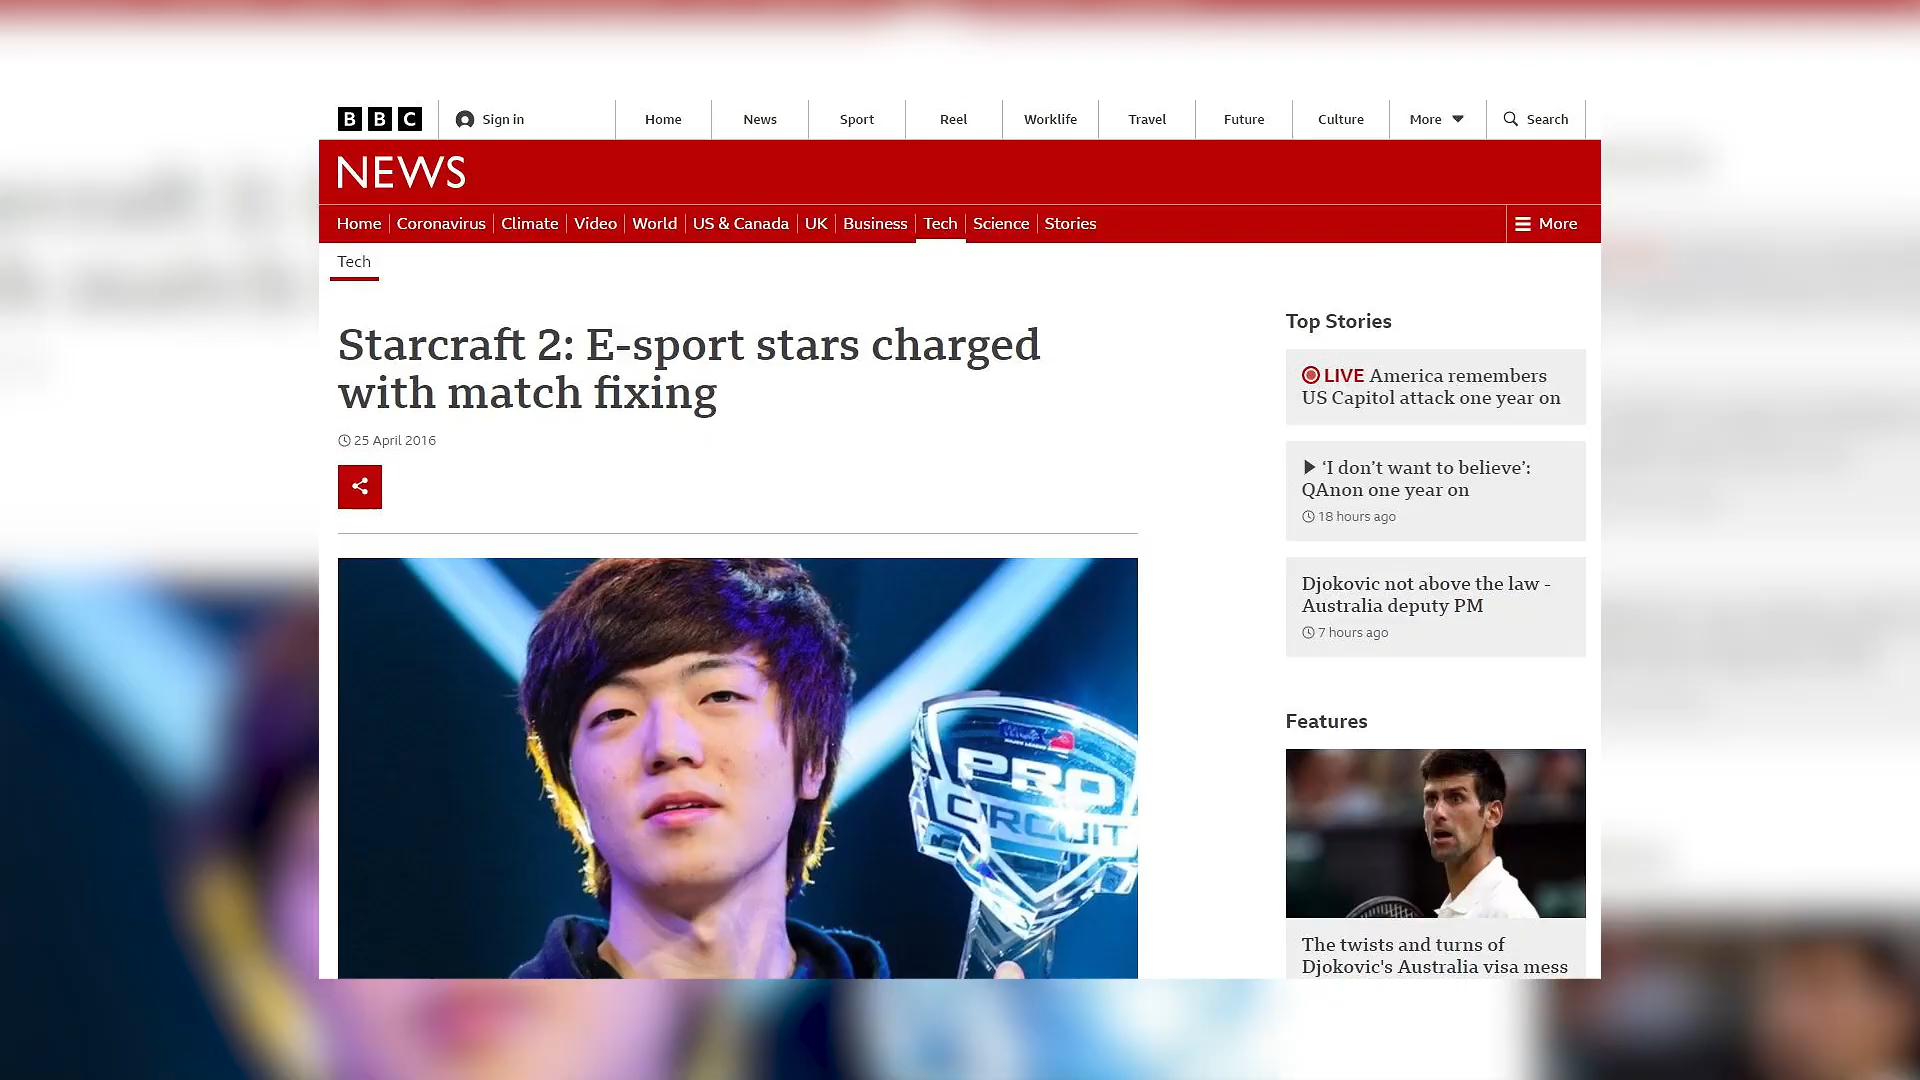 BBC
Sign in
Home
News
Sport
Reel
Worklife
Travel
Future
Culture
More
Search
NEWS
Home
Coronavirus
Climate
Video
World
US & Canada
UK
Business
Tech
Science
Stories
More
Tech
Starcraft 2: E-sport stars charged
with match fixing
25 April 2016
PRO
CIRCUIT
Top Stories
LIVE America remembers
US Capitol attack one year on
‘I don’t want to believe’:
QAnon one year on
18 hours ago
Djokovic not above the law -
Australia deputy PM
7 hours ago
Features
The twists and turns of
Djokovic's Australia visa mess